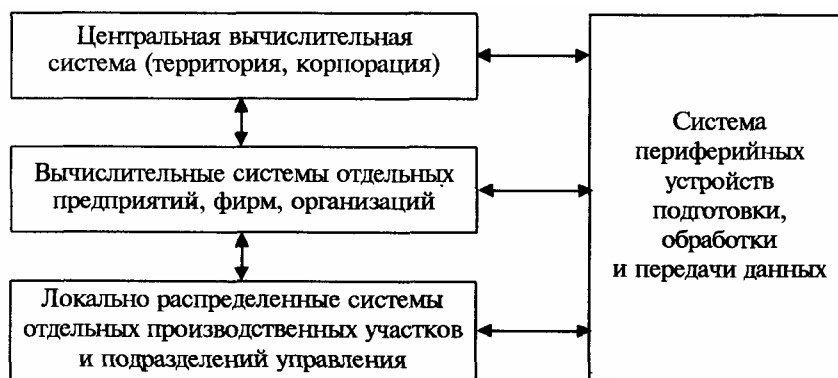 Центральная вычислительная
система (территория, корпорация)
Вычислительные системы отдельных
предприятий, фирм, организаций
Локально распределенные системы
отдельных производственных участков
и подразделений управления
Система
периферийных
устройств
подготовки,
обработки
и передачи данных